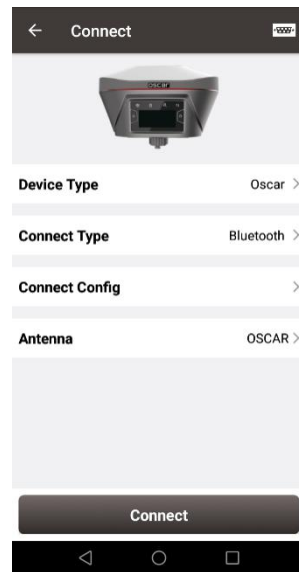 Connect
oscar
Device Type Oscar
Connect Type Bluetooth
Connect Config
Antenna OSCAR
Connect